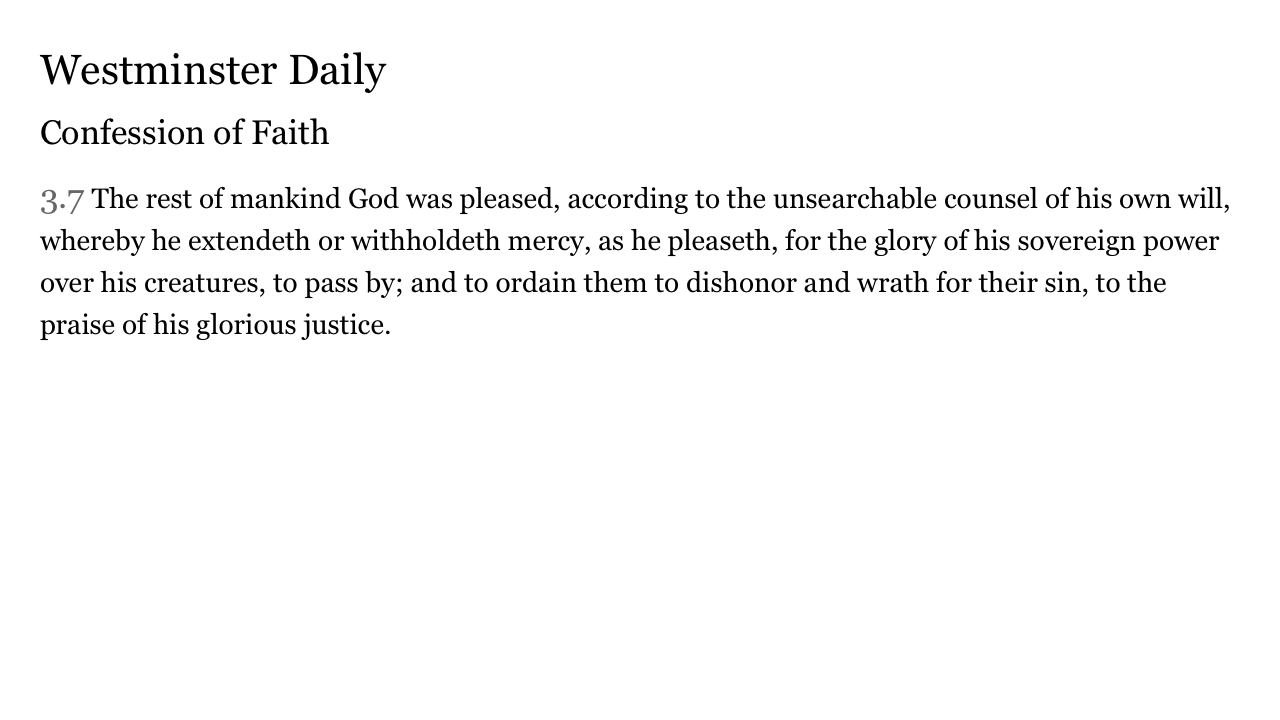 Westminster Daily
Confession of Faith
3.7 The rest of mankind God was pleased, according to the unsearchable counsel of his own will,
whereby he extendeth or withholdeth mercy, as he pleaseth, for the glory of his sovereign power
over his creatures, to pass by; and to ordain them to dishonor and wrath for their sin, to the
praise of his glorious justice.